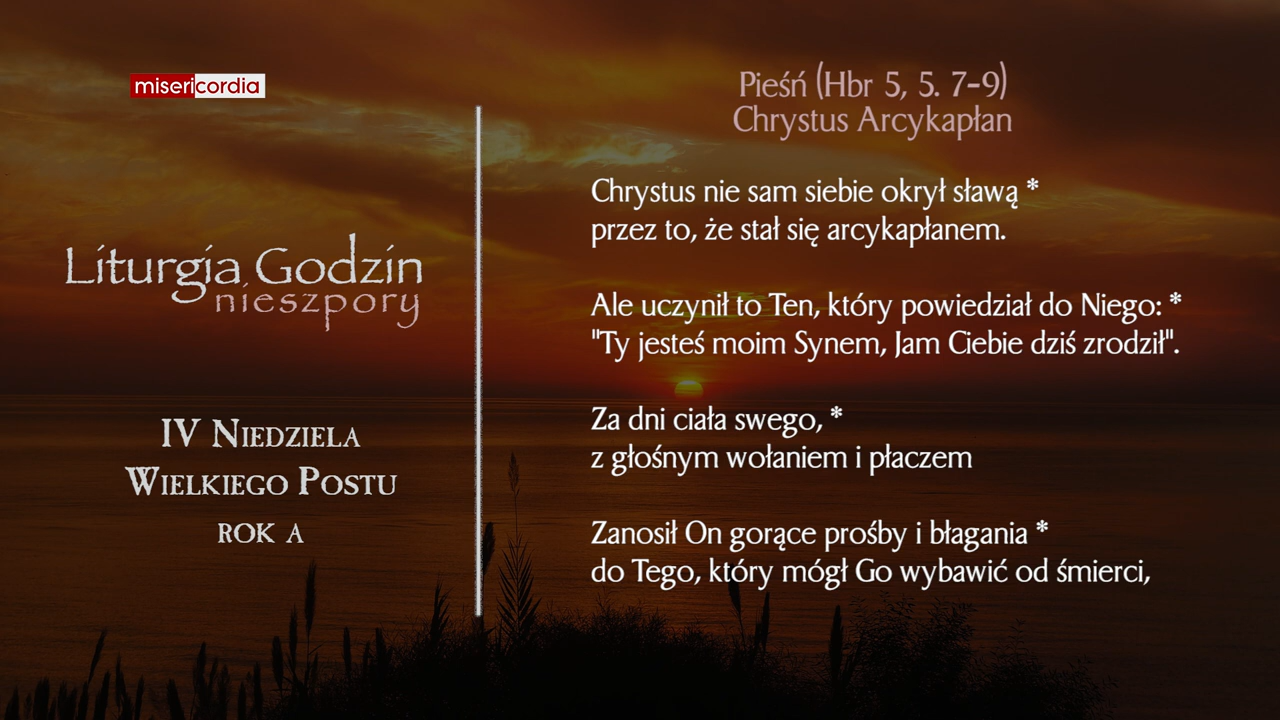 misericordia
Liturgia Godzin
nieszpory
IV Niedziela
Wielkiego Postu
rok A
Pieśń (Hbr 5, 5. 7-9)
Chrystus Arcykapłan
Chrystus nie sam siebie okrył sławą *
przez to, że stał się arcykapłanem.
Ale uczynił to Ten, który powiedział do Niego: *
"Ty jesteś moim Synem, Jam Ciebie dziś zrodził".
Za dni ciała swego, *
z głośnym wołaniem i płaczem
Zanosił On gorące prośby i błagania *
do Tego, który mógł Go wybawić od śmierci,